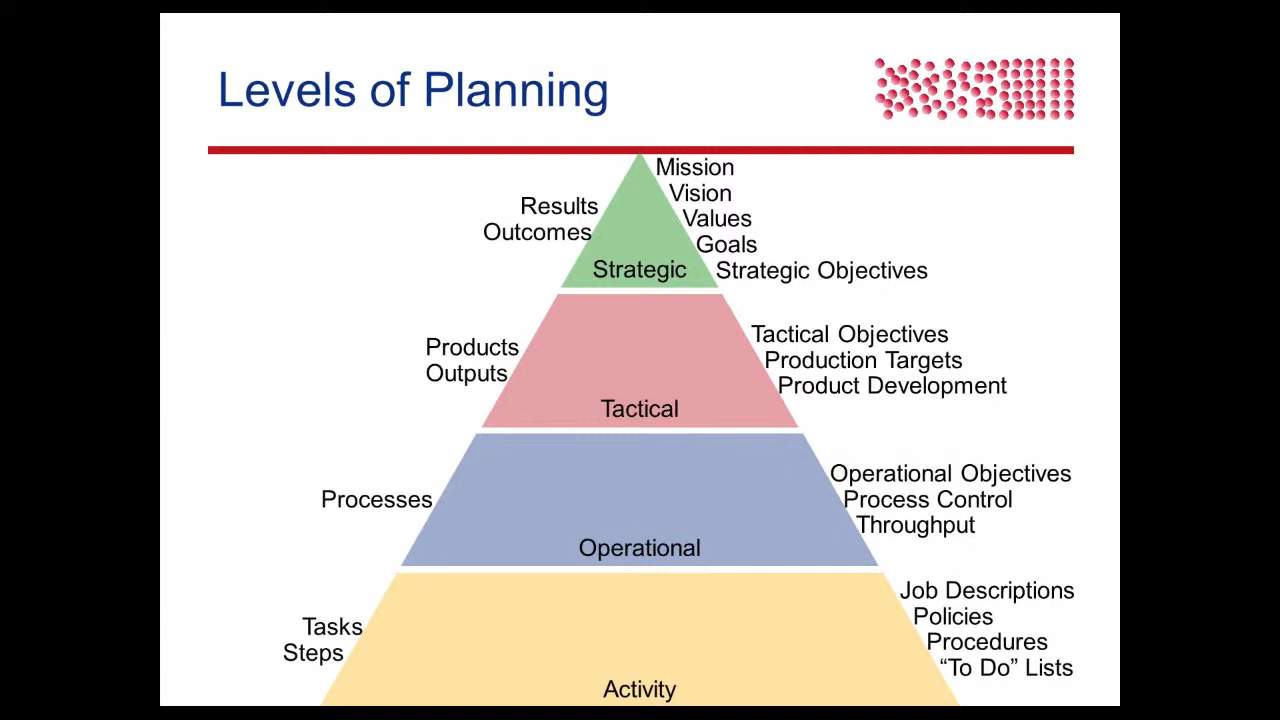 Levels of Planning
Results
Outcomes
Mission
Vision
Values
Goals
Strategic Objectives
Strategic
Products
Outputs
Tactical Objectives
Production Targets
Product Development
Tactical
Processes
Operational Objectives
Process Control
Throughput
Operational
Tasks
Steps
Job Descriptions
Policies
Procedures
“To Do” Lists
Activity